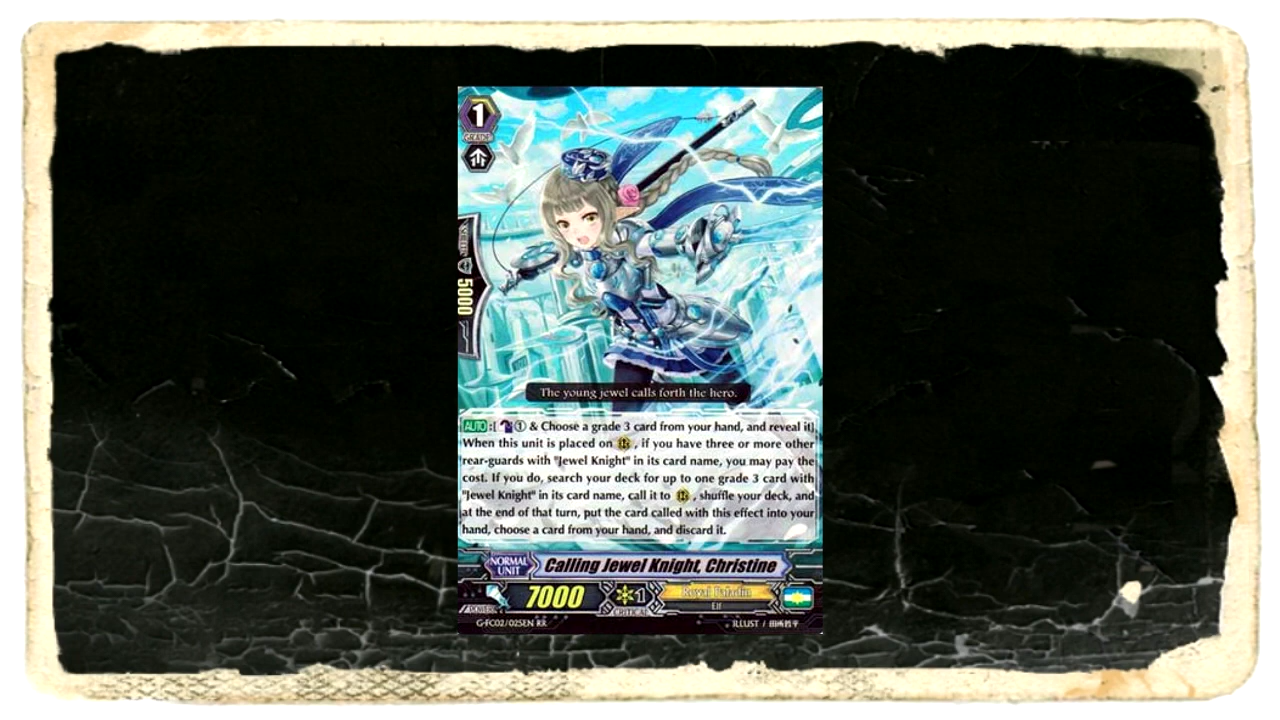 1
GRADE
SHIELD
5000
The young jewel calls forth the hero.
AUTO:[ ① & Choose a grade 3 card from your hand, and reveal it]
When this unit is placed on , if you have three or more other
rear-guards with "Jewel Knight" in its card name, you may pay the
cost. If you do, search your deck for up to one grade 3 card with
"Jewel Knight" in its card name, call it to , shuffle your deck, and
at the end of that turn, put the card called with this effect into your
hand, choose a card from your hand, and discard it.
NORMAL
UNIT
Calling Jewel Knight, Christine
POWER
7000
1
CRITICAL
Royal Paladin
Elf
G-FC02/025EN RR
ILLUST / 田所哲平